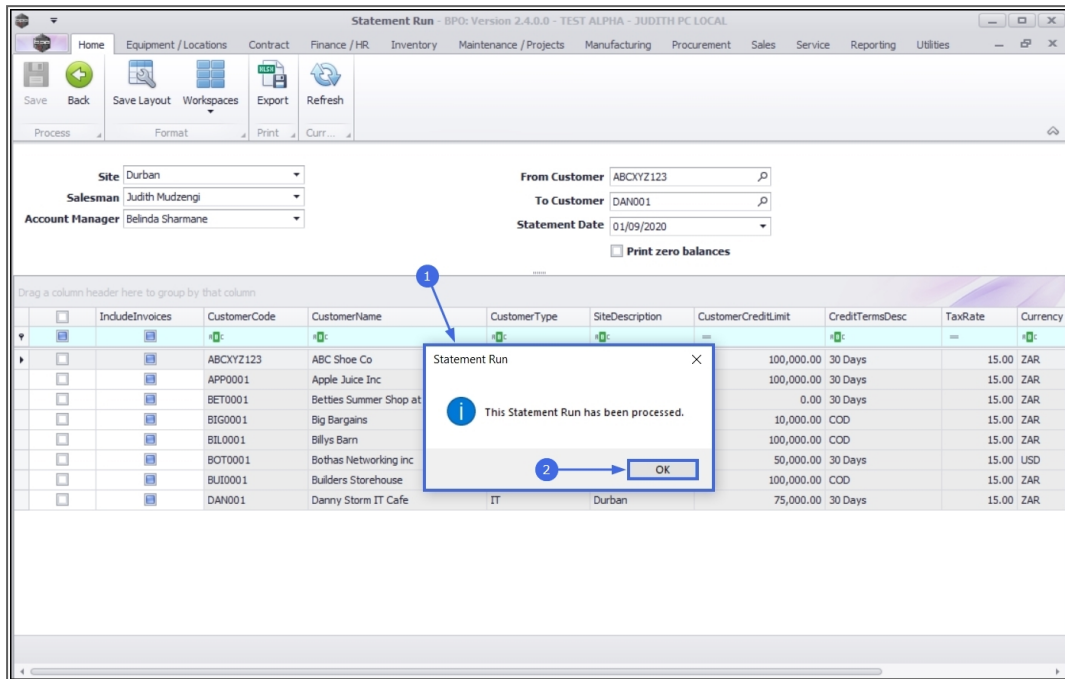 Statement Run - BPO: Version 2.4.0.0 - TEST ALPHA - JUDITH PC LOCAL
Home Equipment / Locations Contract Finance / HR Inventory Maintenance / Projects Manufacturing Procurement Sales Service Reporting Utilities
Save Back Save Layout Workspaces Export Refresh
Process Format Print Curr...
Site Durban From Customer ABCXYZ123
Salesman Judith Mudzengi To Customer DAN001
Account Manager Belinda Sharmane Statement Date 01/09/2020
Print zero balances
1
Drag a column header here to group by that column
IncludeInvoices CustomerCode CustomerName CustomerType SiteDescription CustomerCreditLimit CreditTermsDesc TaxRate Currency
ABCXYZ123 ABC Shoe Co 100,000.00 30 Days 15.00 ZAR
APP0001 Apple Juice Inc 100,000.00 30 Days 15.00 ZAR
BET0001 Betties Summer Shop at 0.00 30 Days 15.00 ZAR
BIG0001 Big Bargains 10,000.00 COD 15.00 ZAR
BIL0001 Billys Barn 100,000.00 COD 15.00 ZAR
BOT0001 Bothas Networking inc 50,000.00 30 Days 15.00 USD
BUI0001 Builders Storehouse 100,000.00 COD 15.00 ZAR
DAN001 Danny Storm IT Cafe IT Durban 75,000.00 30 Days 15.00 ZAR
Statement Run
This Statement Run has been processed.
2 OK